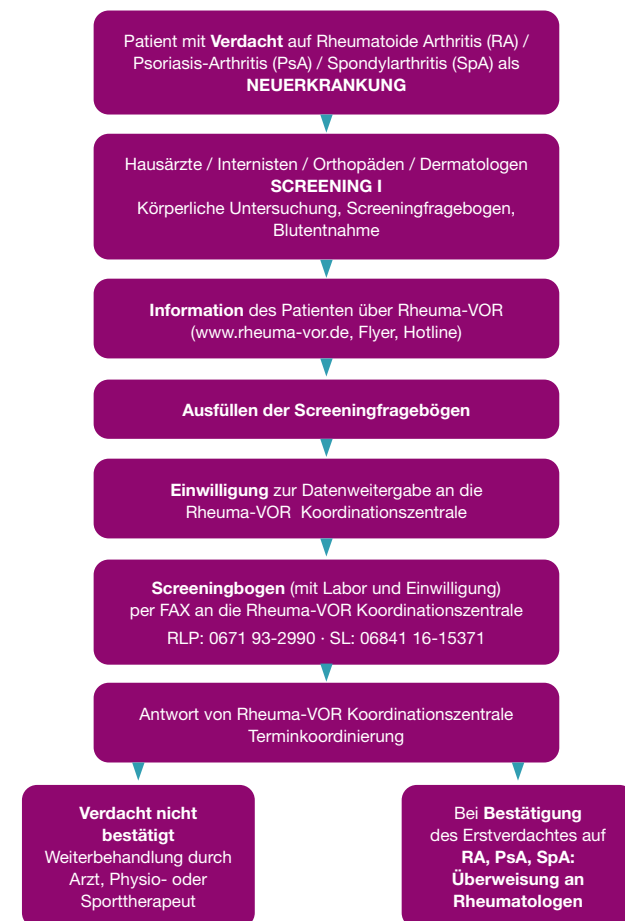 Patient mit Verdacht auf Rheumatoide Arthritis (RA) /
Psoriasis-Arthritis (PsA) / Spondylarthritis (SpA) als
NEUERKRANKUNG
Hausärzte / Internisten / Orthopäden / Dermatologen
SCREENING I
Körperliche Untersuchung, Screeningfragebogen,
Blutentnahme
Information des Patienten über Rheuma-VOR
(www.rheuma-vor.de, Flyer, Hotline)
Ausfüllen der Screeningfragebögen
Einwilligung zur Datenweitergabe an die
Rheuma-VOR Koordinationszentrale
Screeningbogen (mit Labor und Einwilligung)
per FAX an die Rheuma-VOR Koordinationszentrale
RLP: 0671 93-2990 · SL: 06841 16-15371
Antwort von Rheuma-VOR Koordinationszentrale
Terminkoordinierung
Verdacht nicht
bestätigt
Weiterbehandlung durch
Arzt, Physio- oder
Sporttherapeut
Bei Bestätigung
des Erstverdachtes auf
RA, PsA, SpA:
Überweisung an
Rheumatologen